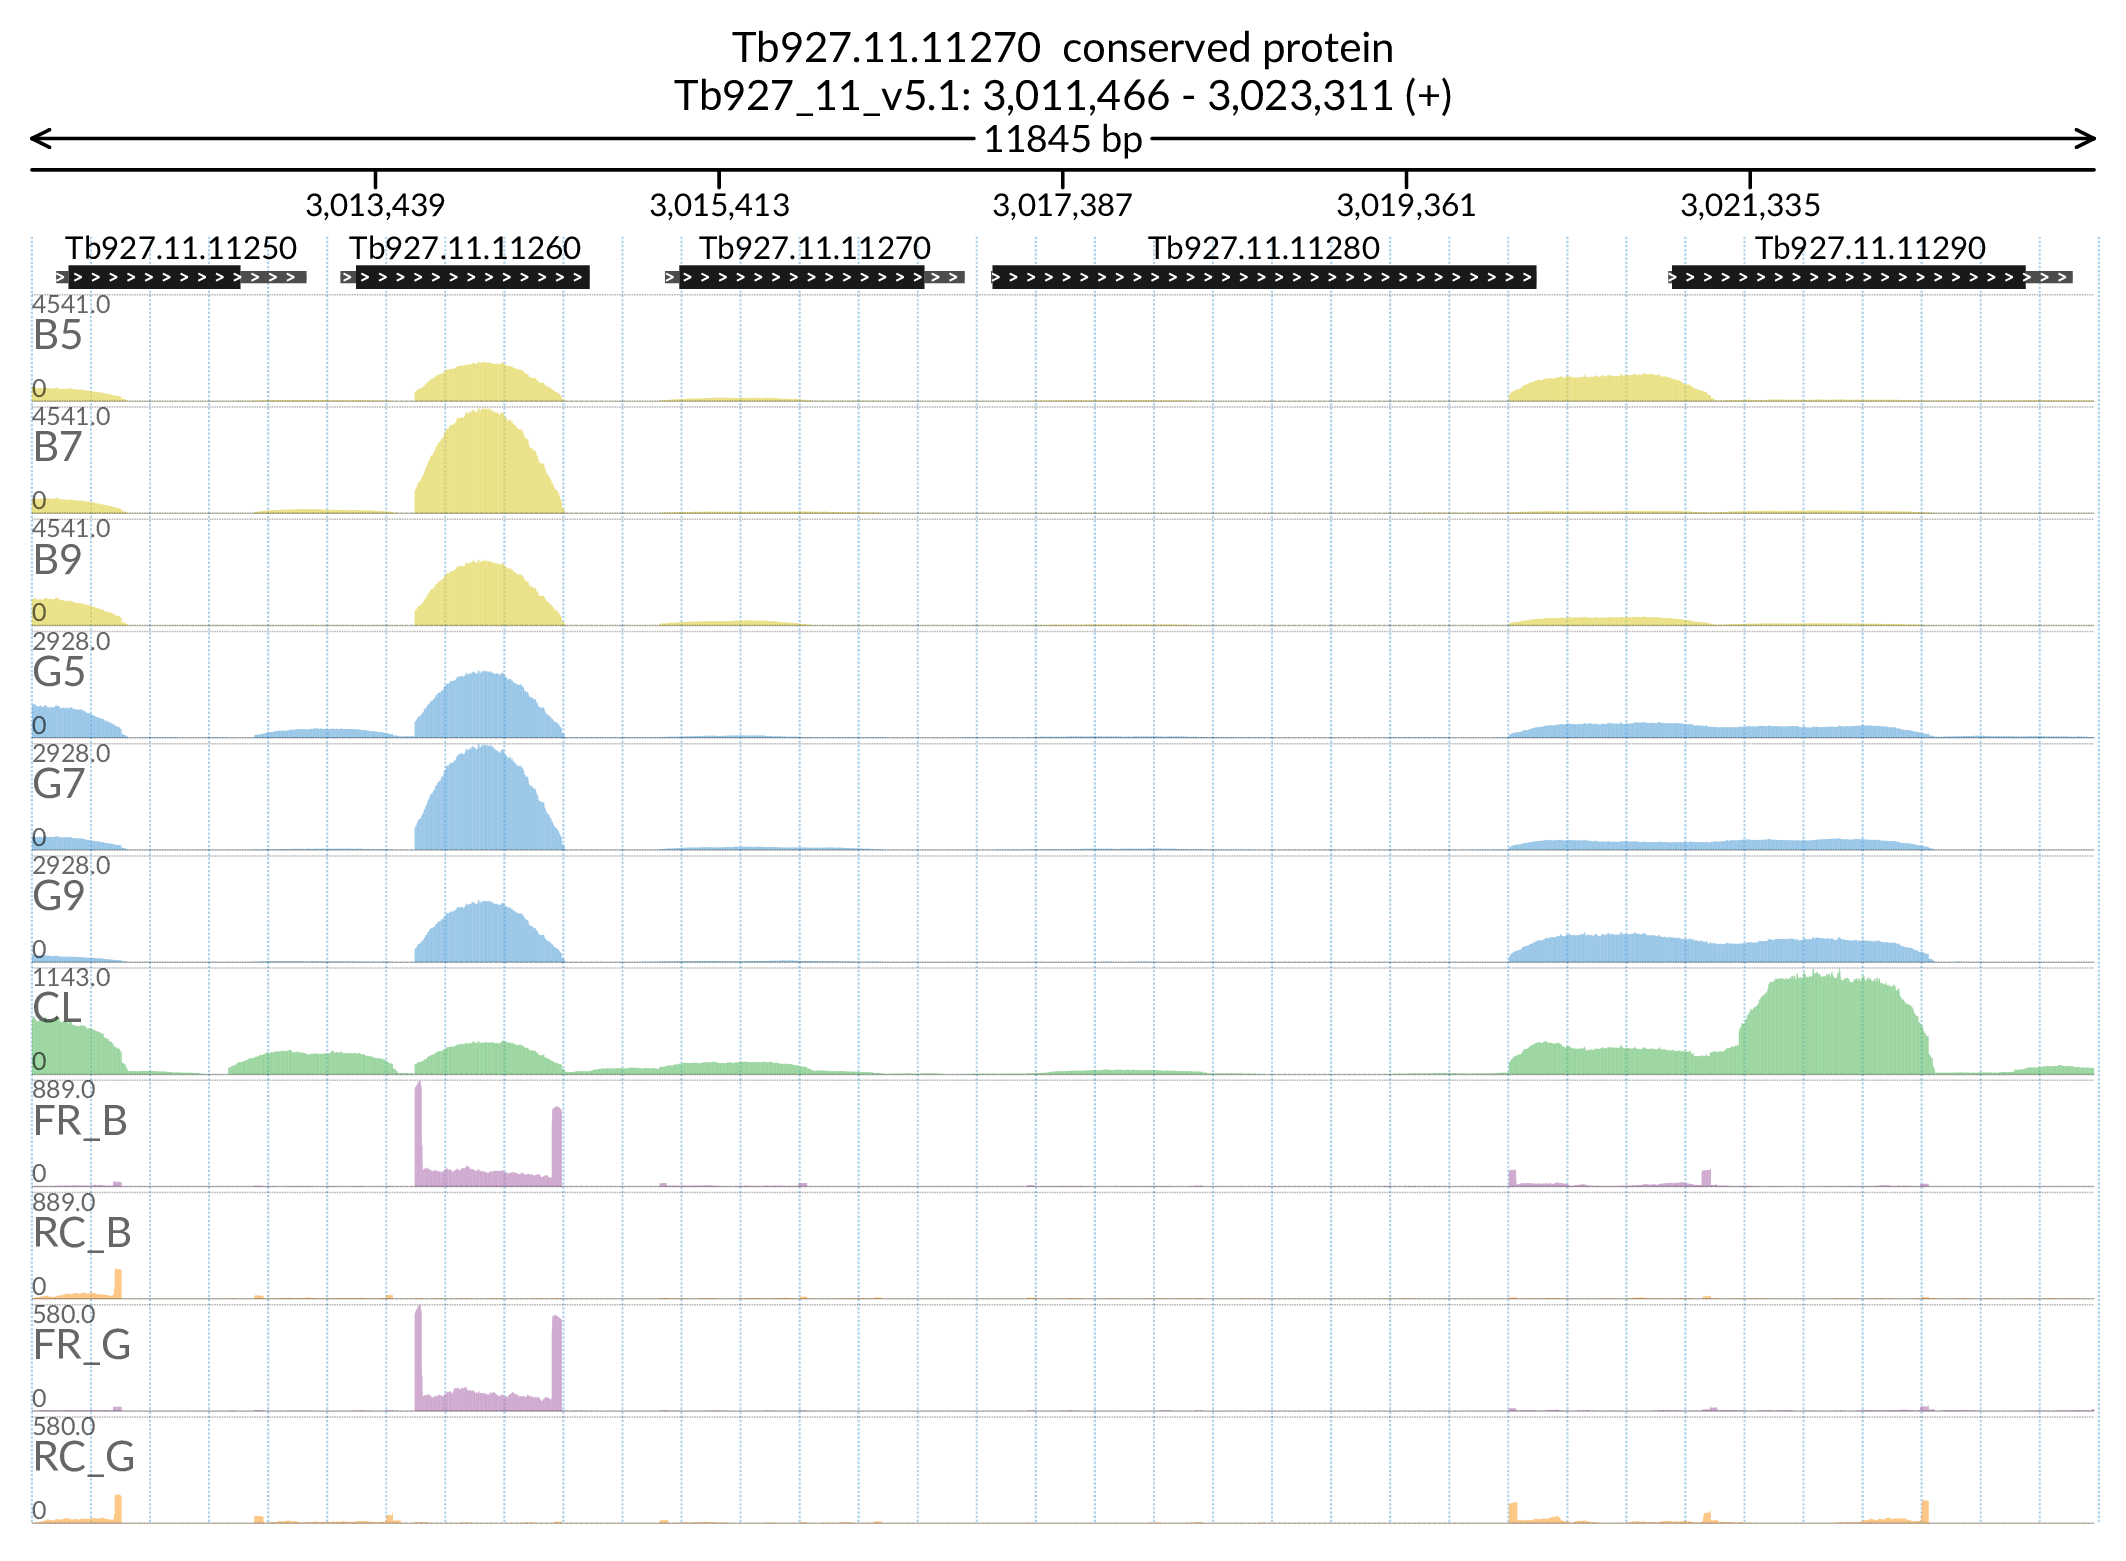 Tb927.11.11270 conserved protein
Tb927_11_v5.1: 3,011,466 - 3,023,311 (+)
11845 bp
3,013,439 3,015,413 3,017,387 3,019,361 3,021,335
Tb927.11.11250 Tb927.11.11260 Tb927.11.11270 Tb927.11.11280 Tb927.11.11290
4541.0
B5
0
4541.0
B7
0
4541.0
B9
0
2928.0
G5
0
2928.0
G7
0
2928.0
G9
0
1143.0
CL
0
889.0
FR_B
0
889.0
RC_B
0
580.0
FR_G
0
580.0
RC_G
0